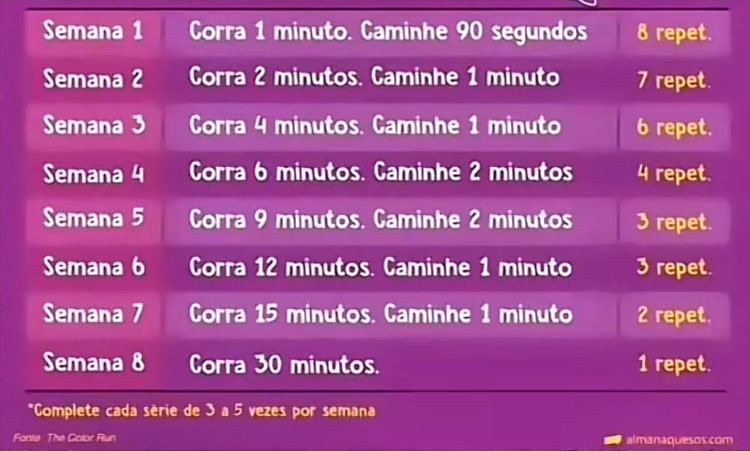 Semana 1 Corra 1 minuto. Caminhe 90 segundos 8 repet.
Semana 2 Corra 2 minutos. Caminhe 1 minuto 7 repet.
Semana 3 Corra 4 minutos. Caminhe 1 minuto 6 repet.
Semana 4 Corra 6 minutos. Caminhe 2 minutos 4 repet.
Semana 5 Corra 9 minutos. Caminhe 2 minutos 3 repet.
Semana 6 Corra 12 minutos. Caminhe 1 minuto 3 repet.
Semana 7 Corra 15 minutos. Caminhe 1 minuto 2 repet.
Semana 8 Corra 30 minutos. 1 repet.
*Complete cada série de 3 a 5 vezes por semana
Fonte The Color Run almanaquesos.com